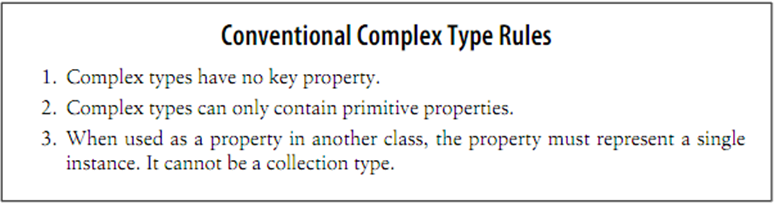 Conventional Complex Type Rules
1. Complex types have no key property.
2. Complex types can only contain primitive properties.
3. When used as a property in another class, the property must represent a single
instance. It cannot be a collection type.